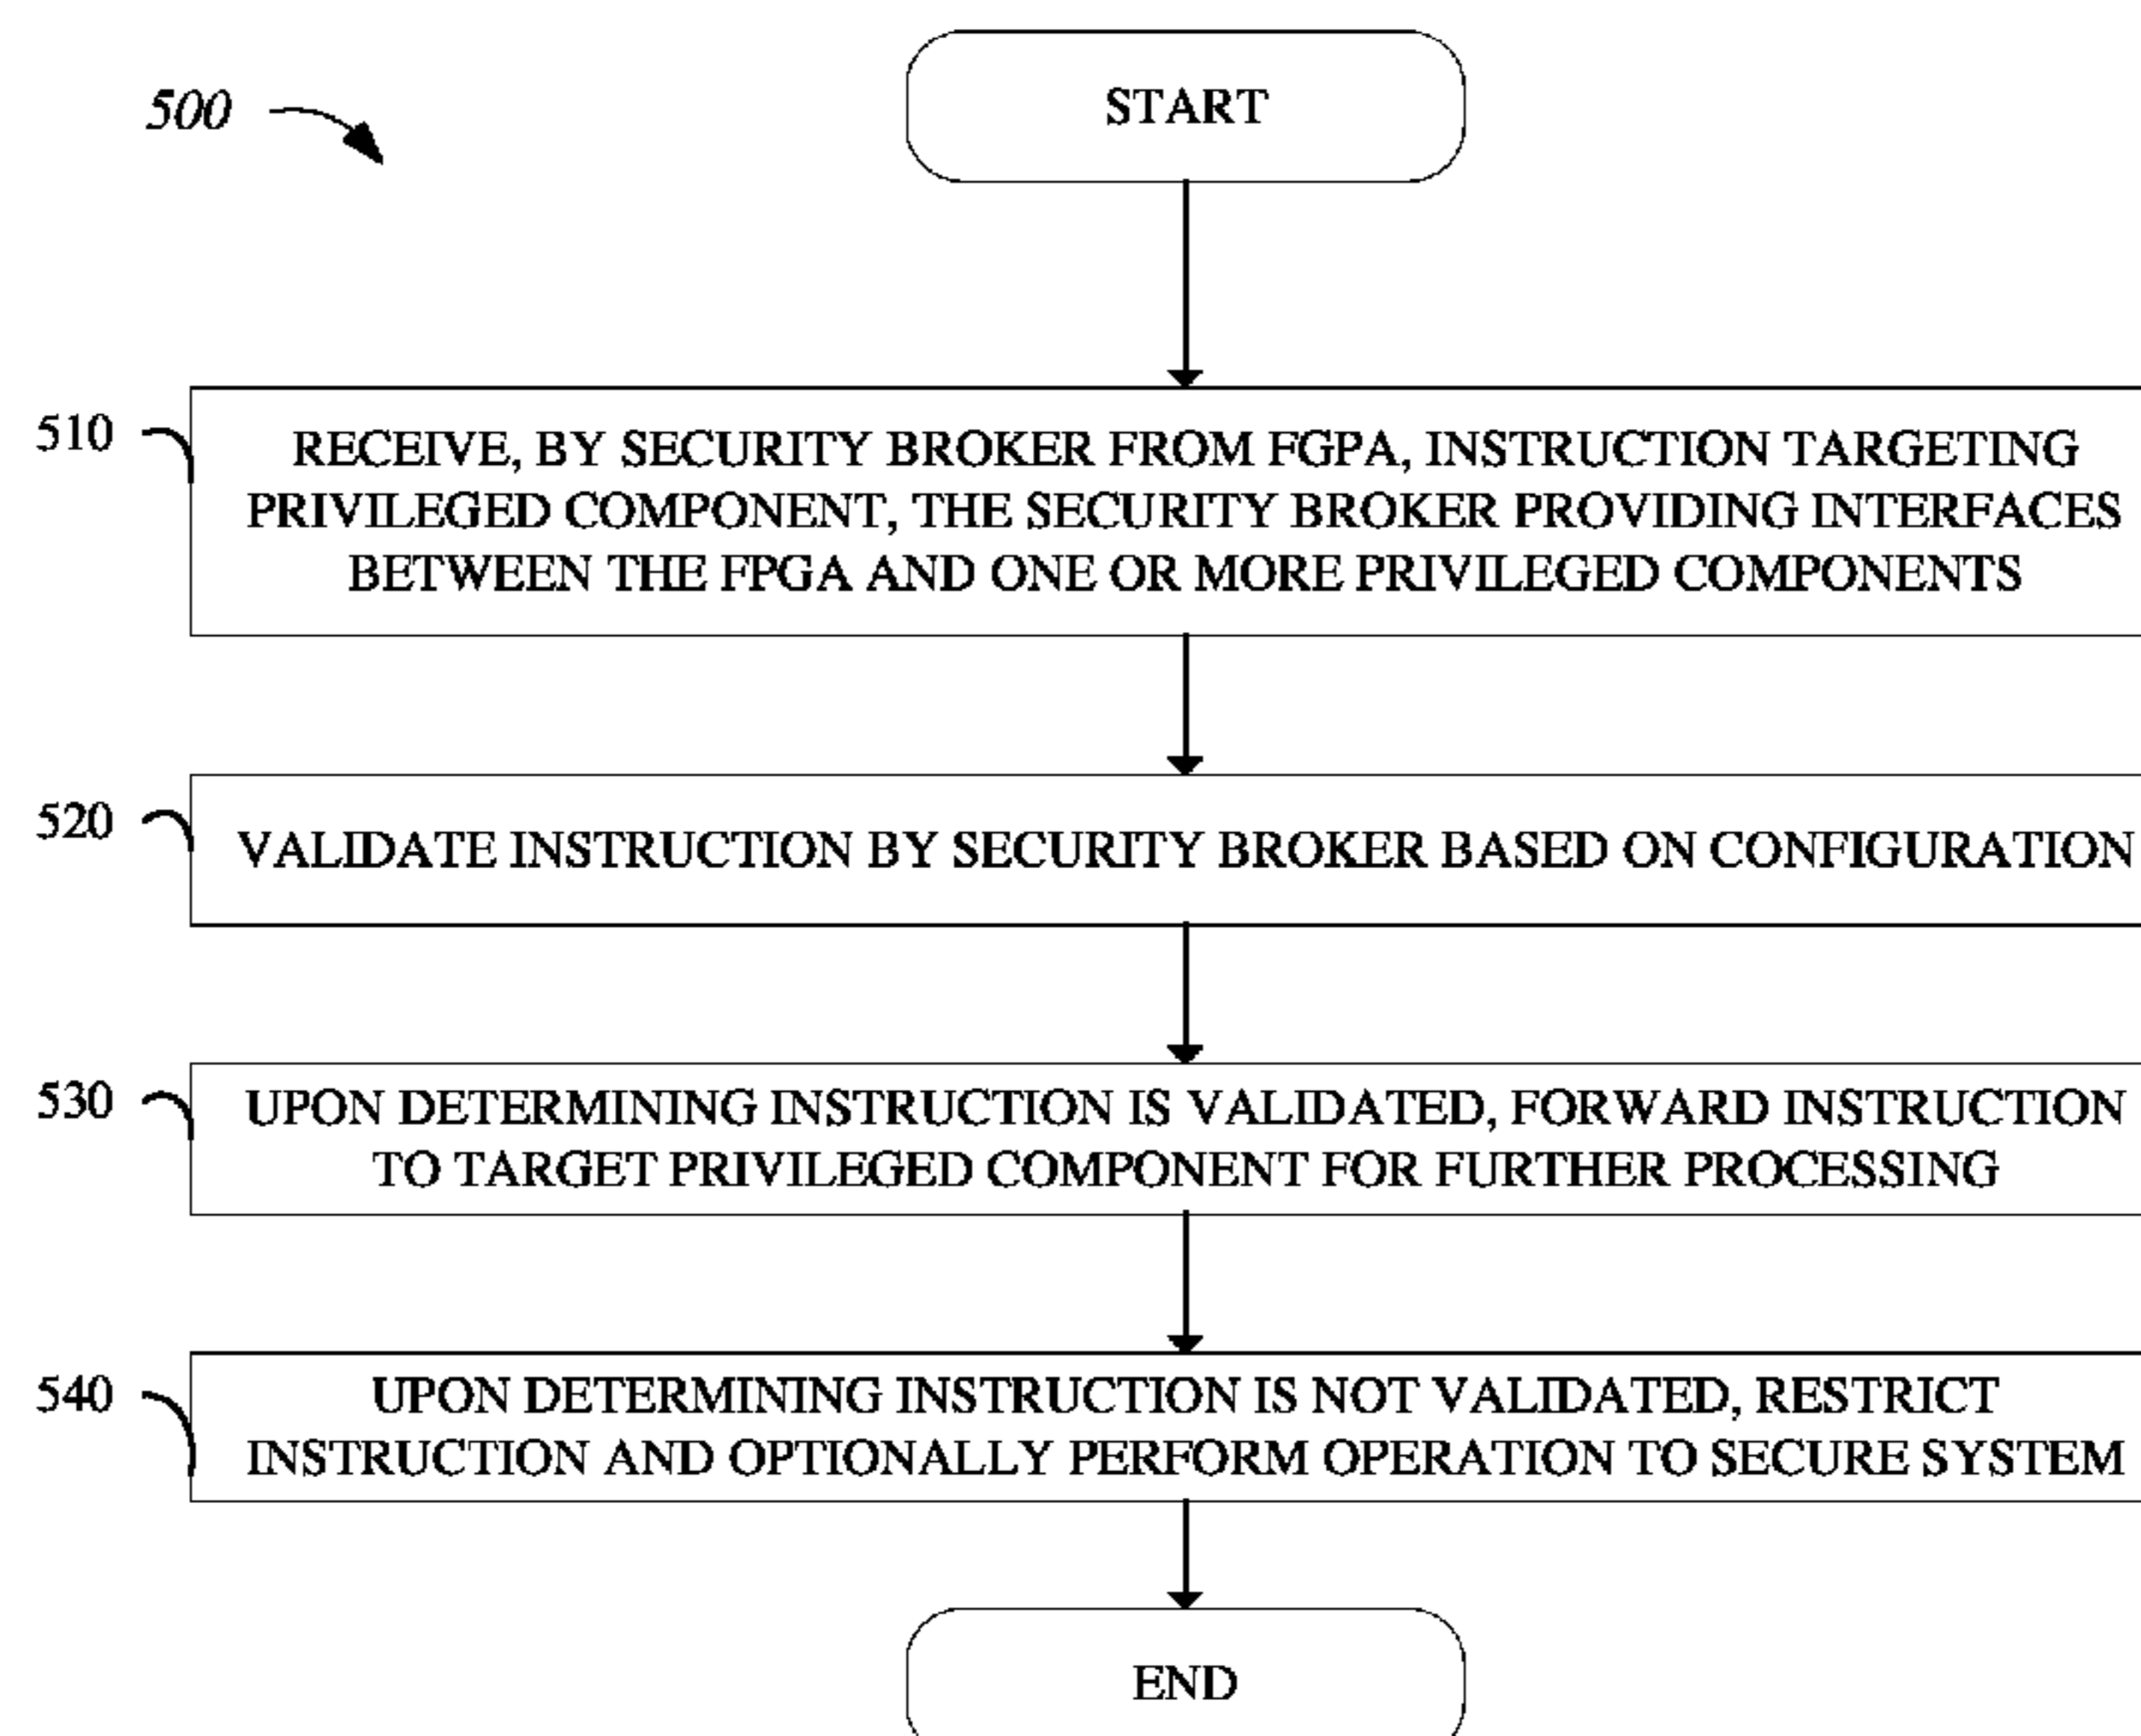 500
START
510
RECEIVE, BY SECURITY BROKER FROM FGPA, INSTRUCTION TARGETING
PRIVILEGED COMPONENT, THE SECURITY BROKER PROVIDING INTERFACES
BETWEEN THE FPGA AND ONE OR MORE PRIVILEGED COMPONENTS
520
VALIDATE INSTRUCTION BY SECURITY BROKER BASED ON CONFIGURATION
530
UPON DETERMINING INSTRUCTION IS VALIDATED, FORWARD INSTRUCTION
TO TARGET PRIVILEGED COMPONENT FOR FURTHER PROCESSING
540
UPON DETERMINING INSTRUCTION IS NOT VALIDATED, RESTRICT
INSTRUCTION AND OPTIONALLY PERFORM OPERATION TO SECURE SYSTEM
END